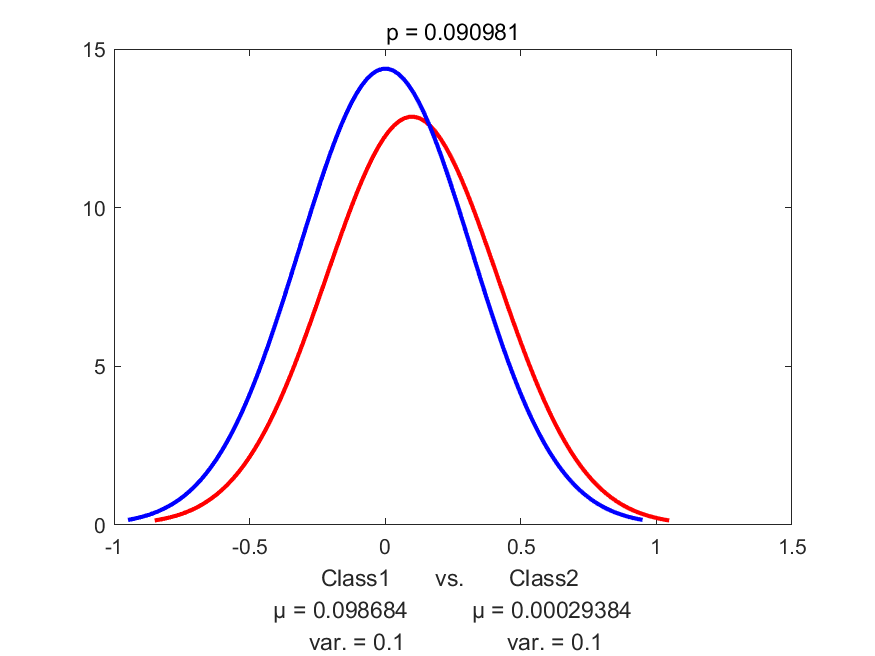 p = 0.090981
15
10
5
0
-1 -0.5 0 0.5 1 1.5
Class1 vs. Class2
μ = 0.098684 μ = 0.00029384
var. = 0.1 var. = 0.1